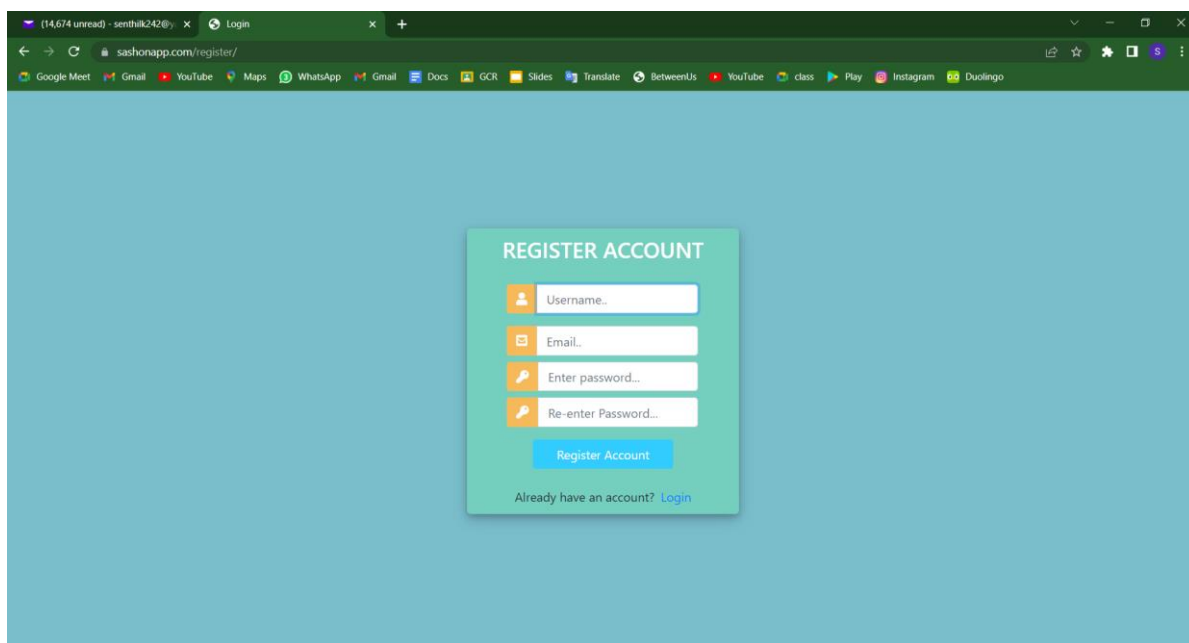 (14,674 unread) - senthilk242@y
Login
sashonapp.com/register/
Google Meet Gmail YouTube Maps WhatsApp Gmail Docs GCR Slides Translate BetweenUs YouTube class Play Instagram Duolingo
REGISTER ACCOUNT
Username..
Email..
Enter password...
Re-enter Password...
Register Account
Already have an account? Login